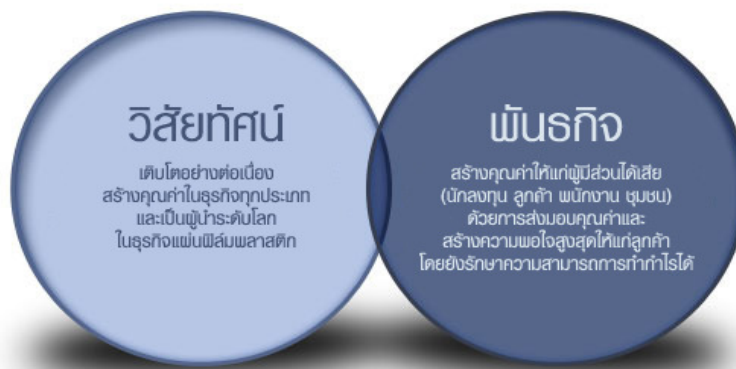 วิสัยทัศน์
เติบโตอย่างต่อเนื่อง
สร้างคุณค่าในธุรกิจทุกประเภท
และเป็นผู้นำระดับโลก
ในธุรกิจแผ่นฟิล์มพลาสติก
พันธกิจ
สร้างคุณค่าให้แก่ผู้มีส่วนได้เสีย
(นักลงทุน ลูกค้า พนักงาน ชุมชน)
ด้วยการส่งมอบคุณค่าและ
สร้างความพอใจสูงสุดให้แก่ลูกค้า
โดยยังรักษาความสามารถการทำกำไรได้